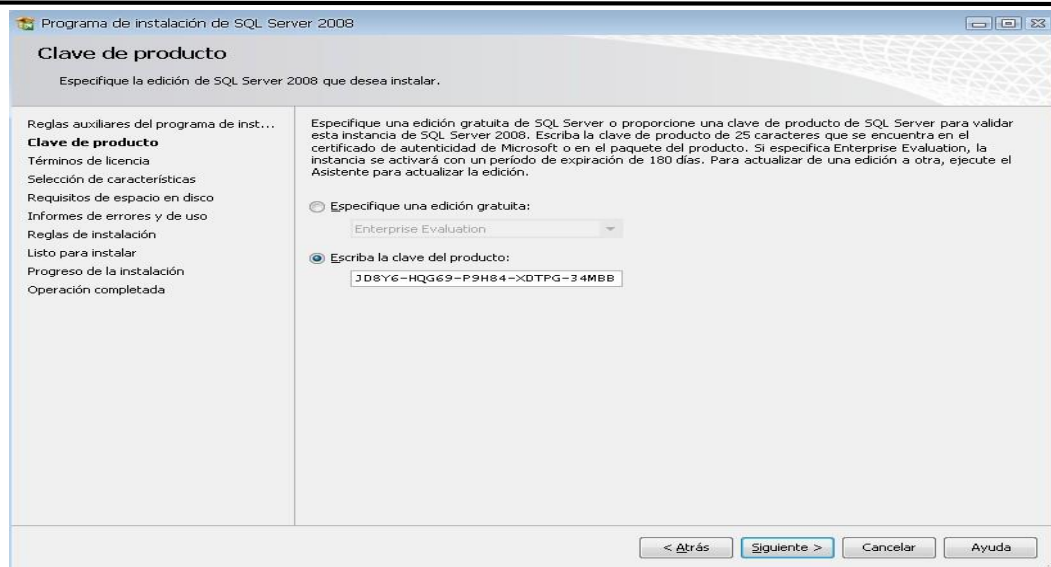 Programa de instalación de SQL Server 2008
Clave de producto
Especifique la edición de SQL Server 2008 que desea instalar.
Reglas auxiliares del programa de inst...
Clave de producto
Términos de licencia
Selección de características
Requisitos de espacio en disco
Informes de errores y de uso
Reglas de instalación
Listo para instalar
Progreso de la instalación
Operación completada
Especifique una edición gratuita de SQL Server o proporcione una clave de producto de SQL Server para validar
esta instancia de SQL Server 2008. Escriba la clave de producto de 25 caracteres que se encuentra en el
certificado de autenticidad de Microsoft o en el paquete del producto. Si especifica Enterprise Evaluation, la
instancia se activará con un período de expiración de 180 días. Para actualizar de una edición a otra, ejecute el
Asistente para actualizar la edición.
Especifique una edición gratuita:
Enterprise Evaluation
Escriba la clave del producto:
JD8Y6-HQG69-P9H84-XDTPG-34MBB
< Atrás
Siguiente >
Cancelar
Ayuda